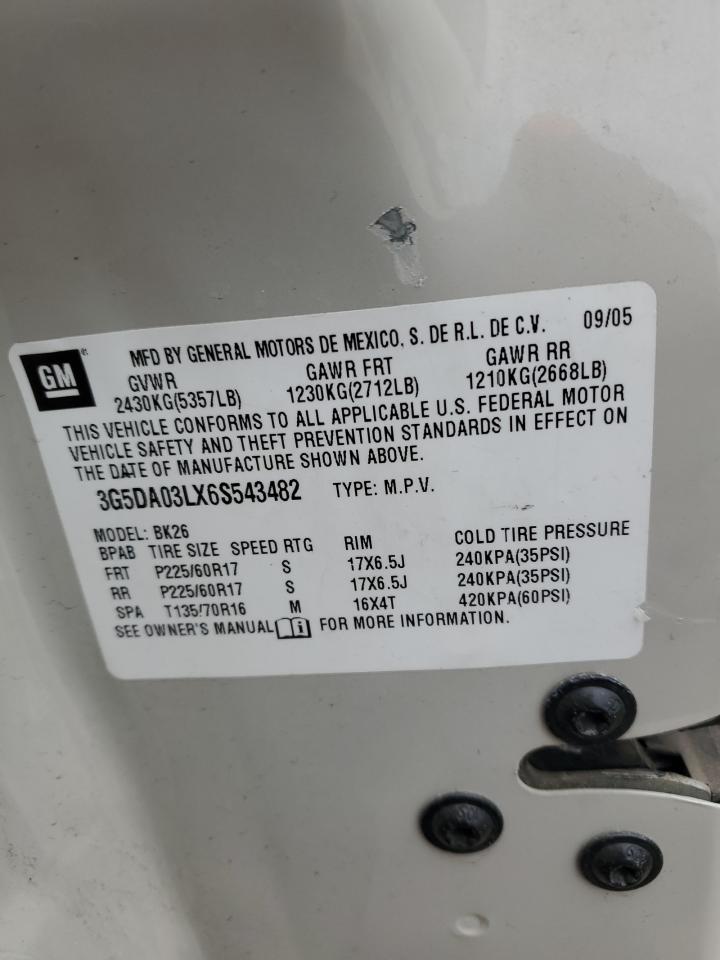 GM ® MFD BY GENERAL MOTORS DE MEXICO, S. DE R.L. DE C.V. 09/05
GVWR GAWR FRT GAWR RR
2430KG(5357LB) 1230KG(2712LB) 1210KG(2668LB)
THIS VEHICLE CONFORMS TO ALL APPLICABLE U.S. FEDERAL MOTOR
VEHICLE SAFETY AND THEFT PREVENTION STANDARDS IN EFFECT ON
THE DATE OF MANUFACTURE SHOWN ABOVE.
3G5DA03LX6S543482 TYPE: M.P.V.
MODEL: BK26
BPAB TIRE SIZE SPEED RTG RIM COLD TIRE PRESSURE
FRT P225/60R17 S 17X6.5J 240KPA(35PSI)
RR P225/60R17 S 17X6.5J 240KPA(35PSI)
SPA T135/70R16 M 16X4T 420KPA(60PSI)
SEE OWNER'S MANUAL i FOR MORE INFORMATION.